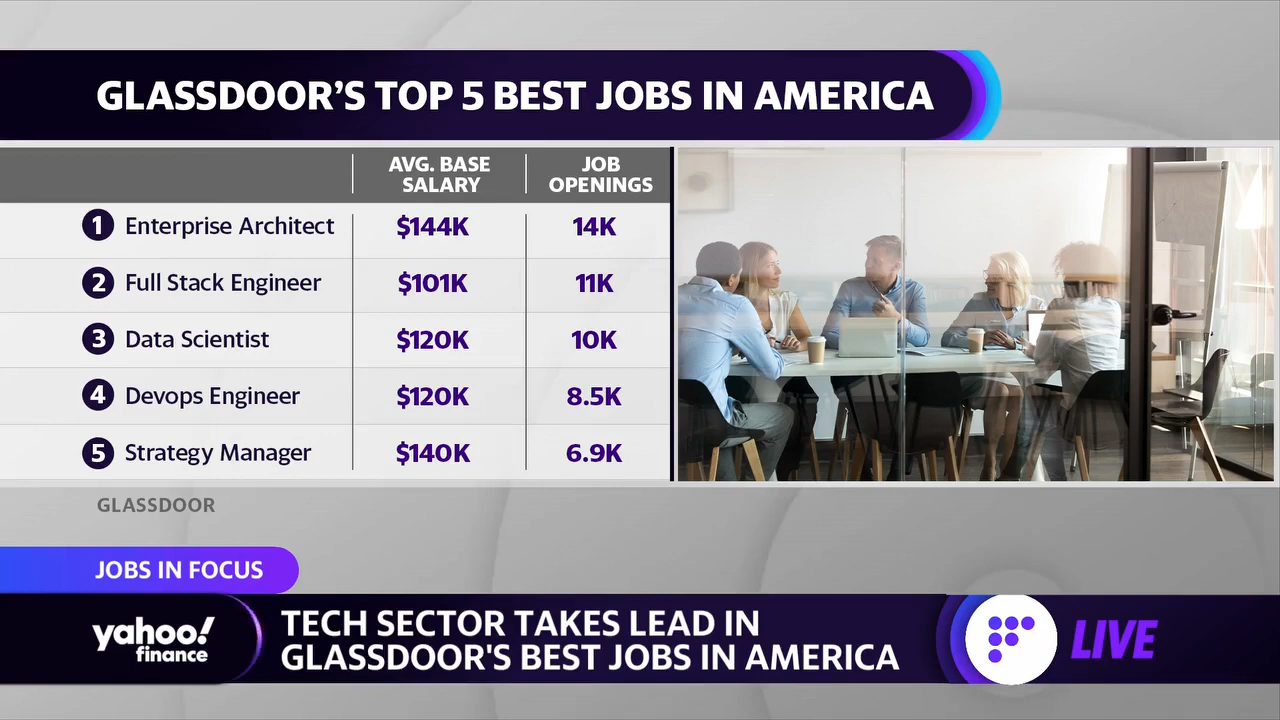 GLASSDOOR'S TOP 5 BEST JOBS IN AMERICA
AVG. BASE SALARY JOB OPENINGS
1 Enterprise Architect $144K 14K
2 Full Stack Engineer $101K 11K
3 Data Scientist $120K 10K
4 Devops Engineer $120K 8.5K
5 Strategy Manager $140K 6.9K
GLASSDOOR
JOBS IN FOCUS
yahoo!
finance
TECH SECTOR TAKES LEAD IN
GLASSDOOR'S BEST JOBS IN AMERICA
LIVE